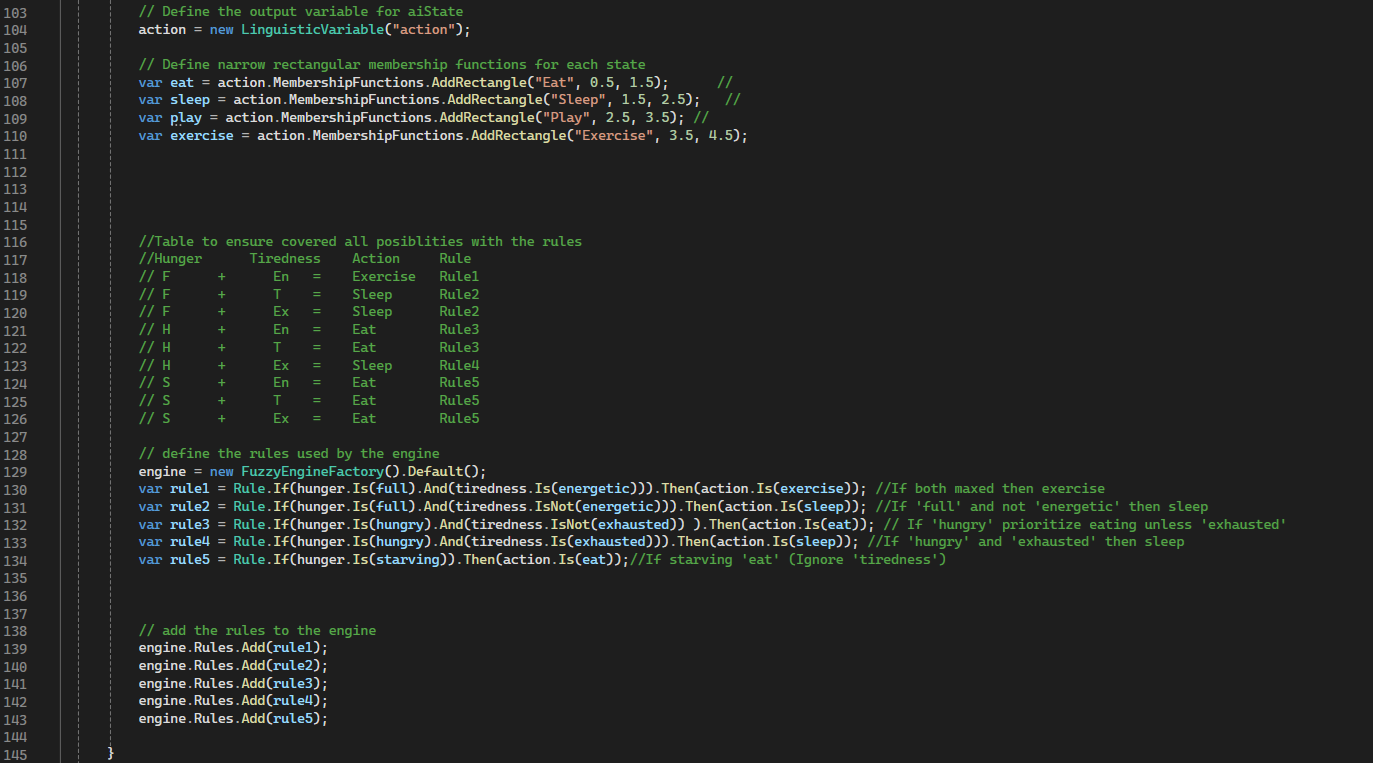 103 // Define the output variable for aiState
104 action = new LinguisticVariable("action");
105
106 // Define narrow rectangular membership functions for each state
107 var eat = action.MembershipFunctions.AddRectangle("Eat", 0.5, 1.5);      //
108 var sleep = action.MembershipFunctions.AddRectangle("Sleep", 1.5, 2.5);   //
109 var play = action.MembershipFunctions.AddRectangle("Play", 2.5, 3.5); //
110 var exercise = action.MembershipFunctions.AddRectangle("Exercise", 3.5, 4.5);
111
112
113
114
115
116 //Table to ensure covered all posiblities with the rules
117 //Hunger      Tiredness    Action     Rule
118 // F      +      En   =    Exercise   Rule1
119 // F      +      T    =    Sleep      Rule2
120 // F      +      Ex   =    Sleep      Rule2
121 // H      +      En   =    Eat        Rule3
122 // H      +      T    =    Eat        Rule3
123 // H      +      Ex   =    Sleep      Rule4
124 // S      +      En   =    Eat        Rule5
125 // S      +      T    =    Eat        Rule5
126 // S      +      Ex   =    Eat        Rule5
127
128 // define the rules used by the engine
129 engine = new FuzzyEngineFactory().Default();
130 var rule1 = Rule.If(hunger.Is(full).And(tiredness.Is(energetic))).Then(action.Is(exercise)); //If both maxed then exercise
131 var rule2 = Rule.If(hunger.Is(full).And(tiredness.IsNot(energetic))).Then(action.Is(sleep)); //If 'full' and not 'energetic' then sleep
132 var rule3 = Rule.If(hunger.Is(hungry).And(tiredness.IsNot(exhausted)) ).Then(action.Is(eat)); // If 'hungry' prioritize eating unless 'exhausted'
133 var rule4 = Rule.If(hunger.Is(hungry).And(tiredness.Is(exhausted))).Then(action.Is(sleep)); //If 'hungry' and 'exhausted' then sleep
134 var rule5 = Rule.If(hunger.Is(starving)).Then(action.Is(eat));//If starving 'eat' (Ignore 'tiredness')
135
136
137
138 // add the rules to the engine
139 engine.Rules.Add(rule1);
140 engine.Rules.Add(rule2);
141 engine.Rules.Add(rule3);
142 engine.Rules.Add(rule4);
143 engine.Rules.Add(rule5);
144
145 }